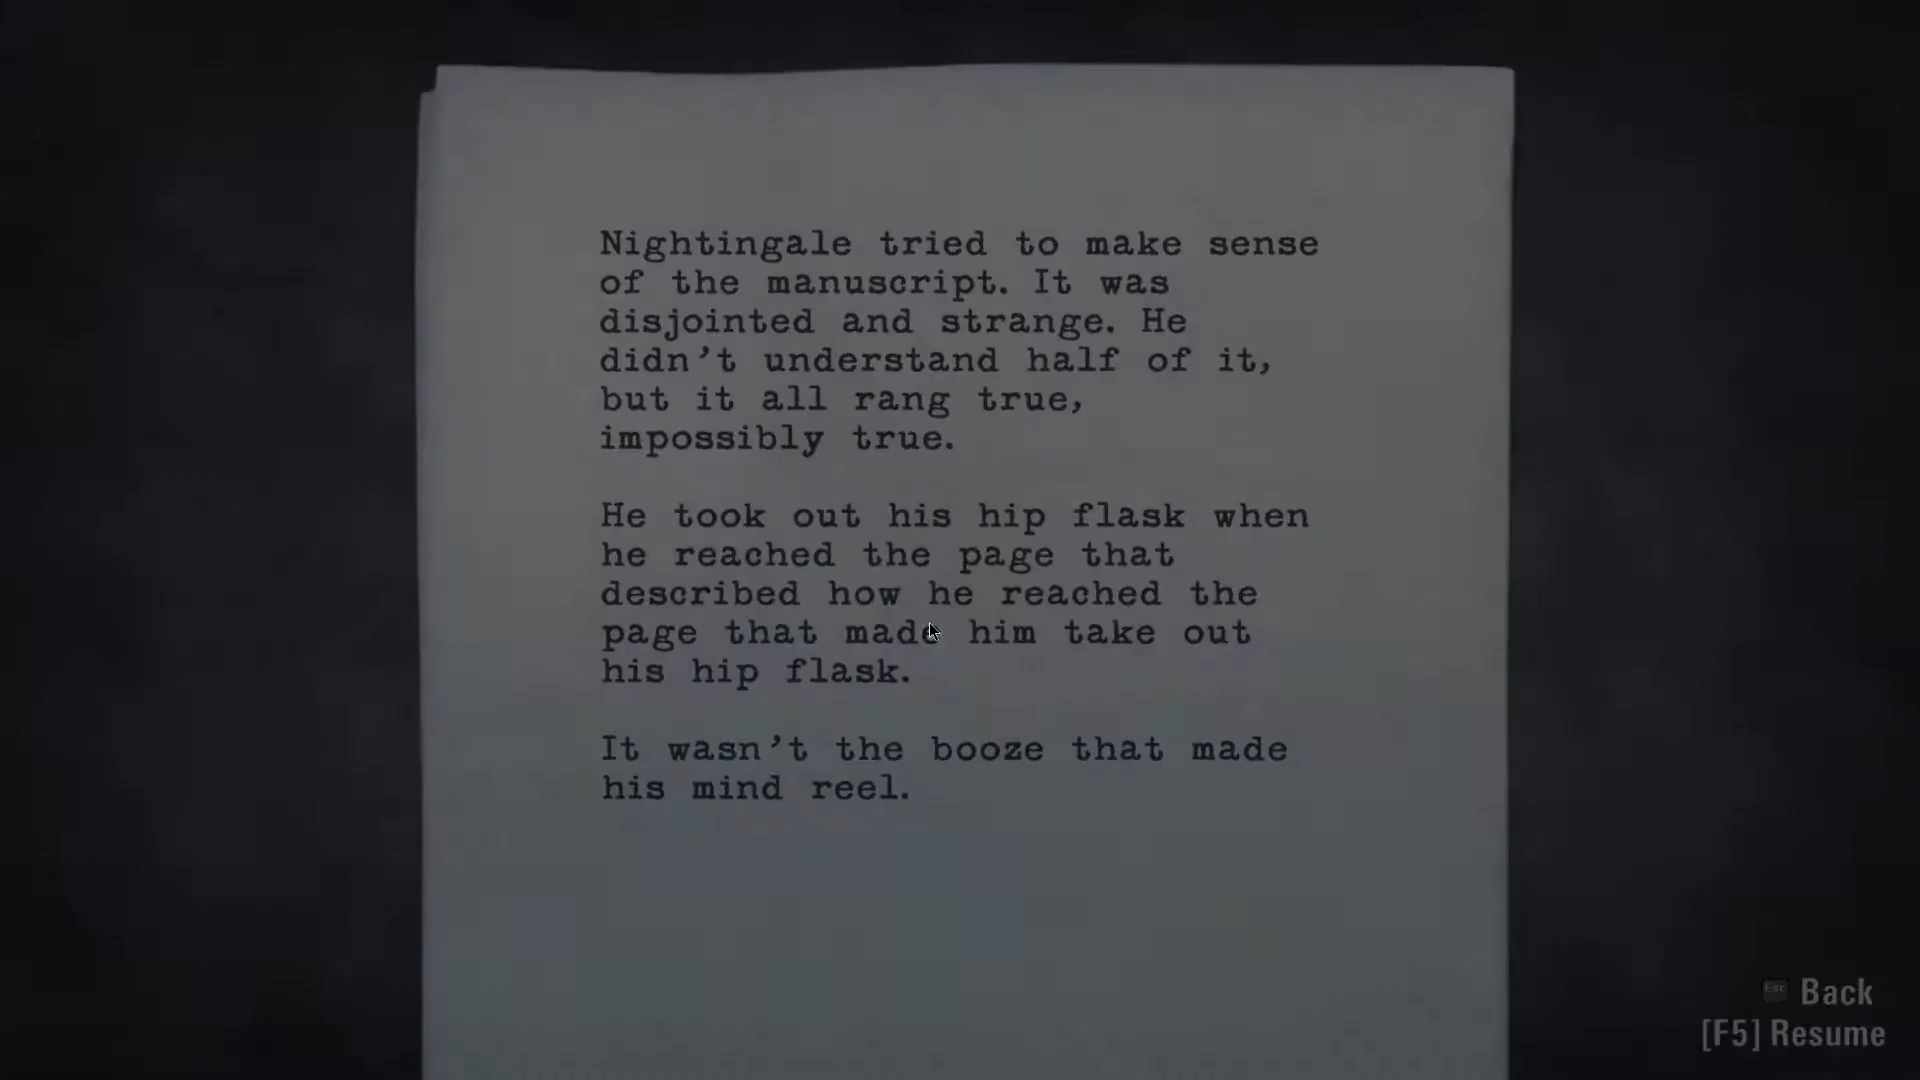 Nightingale tried to make sense
of the manuscript. It was
disjointed and strange. He
didn't understand half of it,
but it all rang true,
impossibly true.
He took out his hip flask when
he reached the page that
described how he reached the
page that made him take out
his hip flask.
It wasn't the booze that made
his mind reel.
Esc Back
[F5] Resume